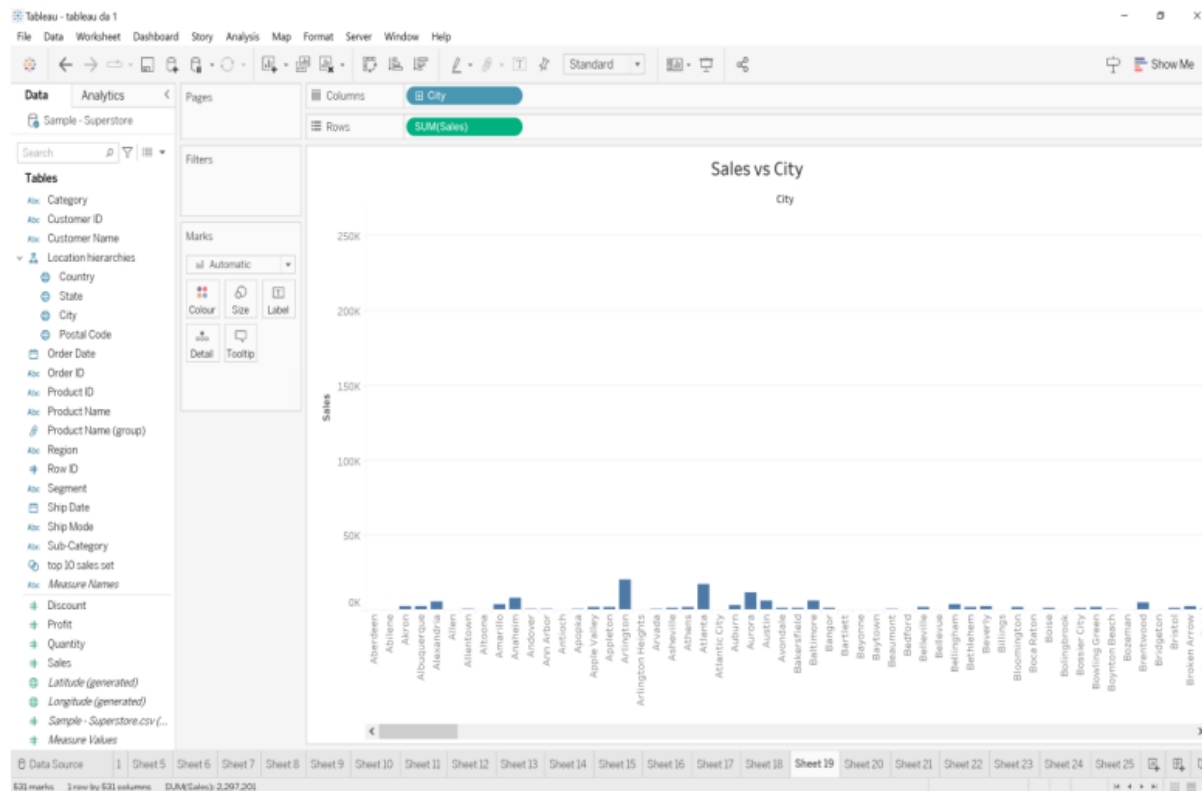 Tableau - tableau da 1
File Data Worksheet Dashboard Story Analysis Map Format Server Window Help
Standard
Show Me
Data Analytics
Sample - Superstore
Search
Tables
Abc Category
Abc Customer ID
Abc Customer Name
Location hierarchies
Country
State
City
Postal Code
Order Date
Abc Order ID
Abc Product ID
Abc Product Name
Product Name (group)
Abc Region
Row ID
Abc Segment
Ship Date
Abc Ship Mode
Abc Sub-Category
top 10 sales set
Abc Measure Names
Discount
Profit
Quantity
Sales
Latitude (generated)
Longitude (generated)
Sample - Superstore.csv (...
Measure Values
Pages
Filters
Marks
Automatic
Colour Size Label
Detail Tooltip
Columns City
Rows SUM(Sales)
Sales vs City
City
Sales
250K
200K
150K
100K
50K
0K
Aberdeen
Abilene
Akron
Albuquerque
Alexandria
Allen
Allentown
Altoona
Amarillo
Anaheim
Andover
Ann Arbor
Antioch
Apopka
Apple Valley
Appleton
Arlington
Arlington Heights
Arvada
Asheville
Athens
Atlanta
Atlantic City
Auburn
Aurora
Austin
Avondale
Bakersfield
Baltimore
Bangor
Bartlett
Bayonne
Baytown
Beaumont
Bedford
Belleville
Bellevue
Bellingham
Bethlehem
Beverly
Billings
Bloomington
Boca Raton
Boise
Bolingbrook
Bossier City
Bowling Green
Boynton Beach
Bozeman
Brentwood
Bridgeton
Bristol
Broken Arrow
Data Source 1 Sheet 5 Sheet 6 Sheet 7 Sheet 8 Sheet 9 Sheet 10 Sheet 11 Sheet 12 Sheet 13 Sheet 14 Sheet 15 Sheet 16 Sheet 17 Sheet 18 Sheet 19 Sheet 20 Sheet 21 Sheet 22 Sheet 23 Sheet 24 Sheet 25
531 marks 1 row by 531 columns SUM(Sales): 2,297,201